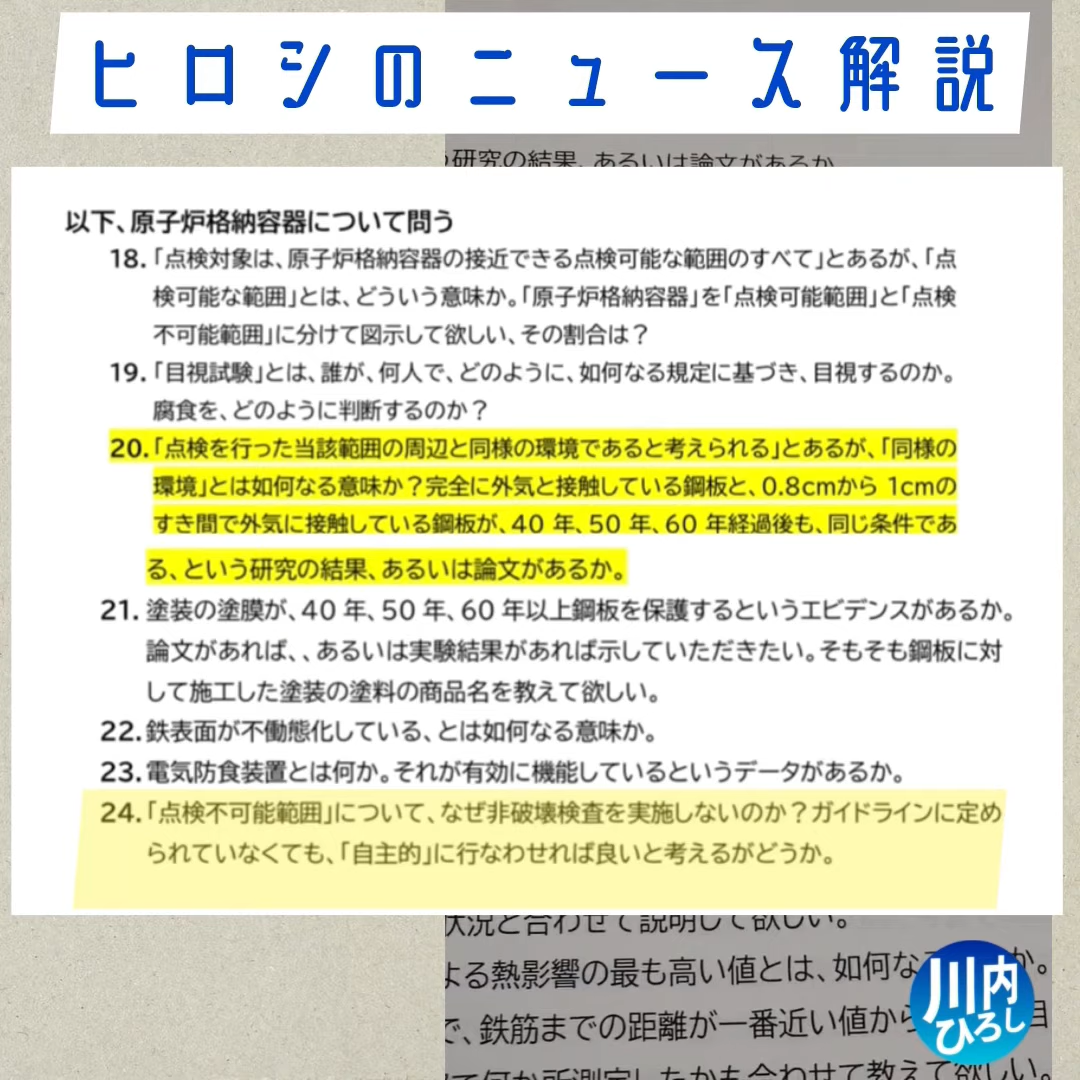 ヒロシのニュース解説
の研究の結果、あるいは論文があるか
以下、原子炉格納容器について問う
18.「点検対象は、原子炉格納容器の接近できる点検可能な範囲のすべて」とあるが、「点
検可能な範囲」とは、どういう意味か。「原子炉格納容器」を「点検可能範囲」と「点検
不可能範囲」に分けて図示して欲しい、その割合は？
19.「目視試験」とは、誰が、何人で、どのように、如何なる規定に基づき、目視するのか。
腐食を、どのように判断するのか？
20.「点検を行った当該範囲の周辺と同様の環境であると考えられる」とあるが、「同様の
環境」とは如何なる意味か？完全に外気と接触している鋼板と、0.8cmから 1cmの
すき間で外気に接触している鋼板が、40 年、50 年、60 年経過後も、同じ条件であ
る、という研究の結果、あるいは論文があるか。
21. 塗装の塗膜が、40 年、50 年、60 年以上鋼板を保護するというエビデンスがあるか。
論文があれば、、あるいは実験結果があれば示していただきたい。そもそも鋼板に対
して施工した塗装の塗料の商品名を教えて欲しい。
22. 鉄表面が不働態化している、とは如何なる意味か。
23. 電気防食装置とは何か。それが有効に機能しているというデータがあるか。
24.「点検不可能範囲」について、なぜ非破壊検査を実施しないのか？ガイドラインに定め
られていなくても、「自主的」に行なわせれば良いと考えるがどうか。
状況と合わせて説明して欲しい。
よる熱影響の最も高い値とは、如何な
か。
で、鉄筋までの距離が一番近い値から
目
て何か所測定したかも合わせて教えて欲しい。
川内
ひろし